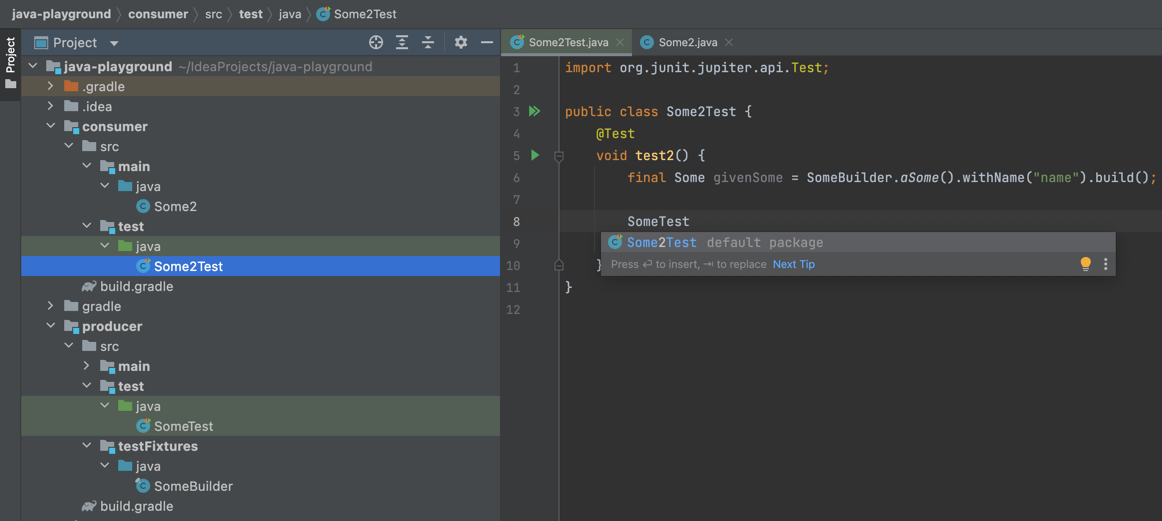 java-playground 〉 consumer 〉 src 〉 test 〉 java 〉 Some2Test
Project
Project
Some2Test.java
Some2.java
java-playground ~/IdeaProjects/java-playground
.gradle
.idea
consumer
src
main
java
Some2
test
java
Some2Test
build.gradle
gradle
producer
src
main
test
java
SomeTest
testFixtures
java
SomeBuilder
build.gradle
1 import org.junit.jupiter.api.Test;
2
3 public class Some2Test {
4 @Test
5 void test2() {
6 final Some givenSome = SomeBuilder.aSome().withName("name").build();
7
8 SomeTest
9
Some2Test default package
Press ↩ to insert, ⇥ to replace Next Tip
10 }
11 }
12